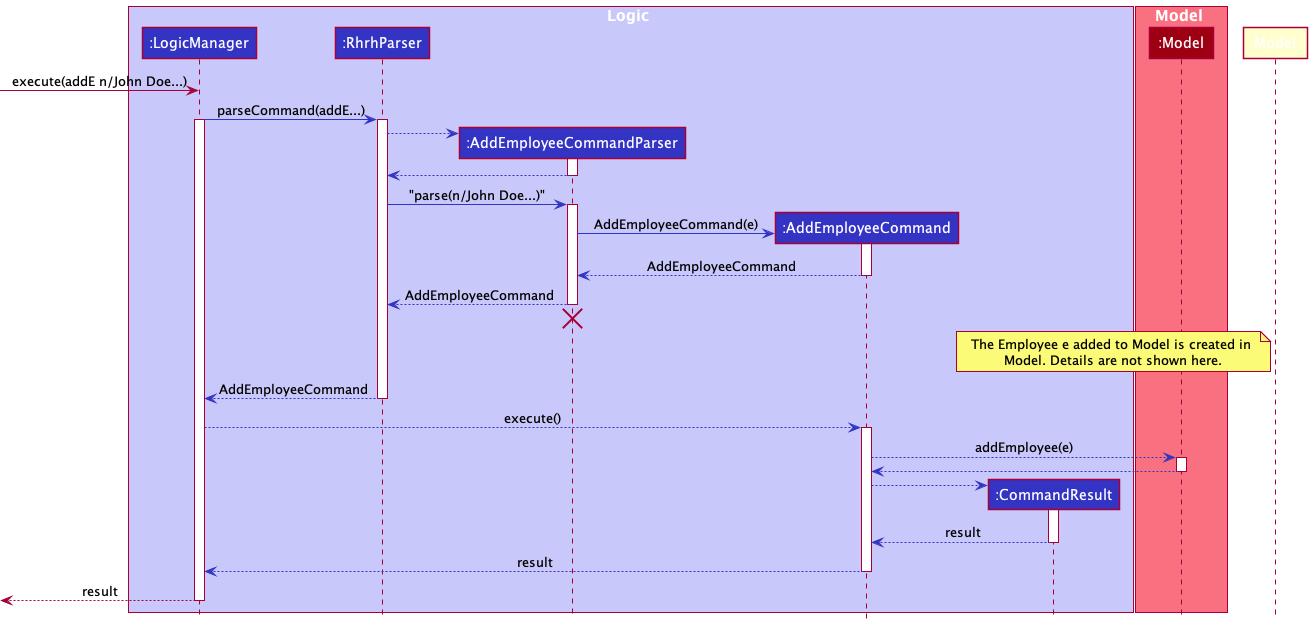 Logic
Model
:LogicManager
:RhrhParser
:Model
Model
execute(addE n/John Doe...)
parseCommand(addE...)
:AddEmployeeCommandParser
"parse(n/John Doe...)"
AddEmployeeCommand(e)
:AddEmployeeCommand
AddEmployeeCommand
AddEmployeeCommand
The Employee e added to Model is created in
Model. Details are not shown here.
AddEmployeeCommand
execute()
addEmployee(e)
:CommandResult
result
result
result